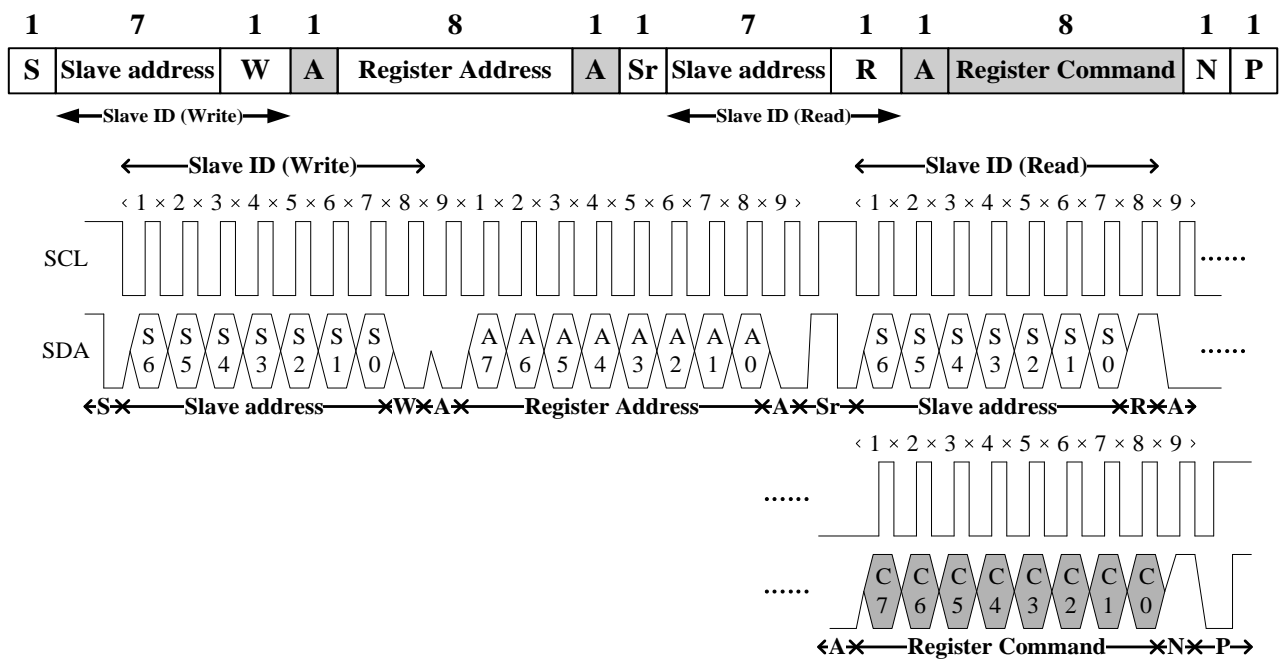 1 7 1 1 8 1 1 7 1 1 8 1 1
S Slave address W A Register Address A Sr Slave address R A Register Command N P
Slave ID (Write) Slave ID (Read)
Slave ID (Write) Slave ID (Read)
‹ 1 × 2 × 3 × 4 × 5 × 6 × 7 × 8 × 9 × 1 × 2 × 3 × 4 × 5 × 6 × 7 × 8 × 9 › ‹ 1 × 2 × 3 × 4 × 5 × 6 × 7 × 8 × 9 ›
SCL ......
SDA S6 S5 S4 S3 S2 S1 S0 A7 A6 A5 A4 A3 A2 A1 A0 S6 S5 S4 S3 S2 S1 S0 ......
S Slave address W A Register Address A Sr Slave address R A
‹ 1 × 2 × 3 × 4 × 5 × 6 × 7 × 8 × 9 ›
......
...... C7 C6 C5 C4 C3 C2 C1 C0
A Register Command N P